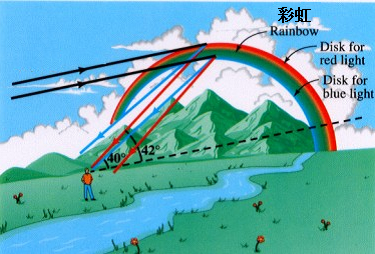 彩虹
Rainbow
Disk for
red light
Disk for
blue light
40°
42°